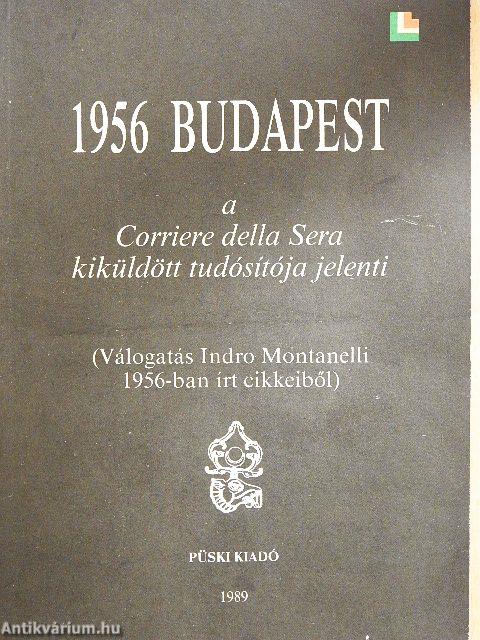 1956 BUDAPEST
a
Corriere della Sera
kiküldött tudósítója jelenti
(Válogatás Indro Montanelli
1956-ban írt cikkeiből)
PÜSKI KIADÓ
1989
Antikvárium.hu